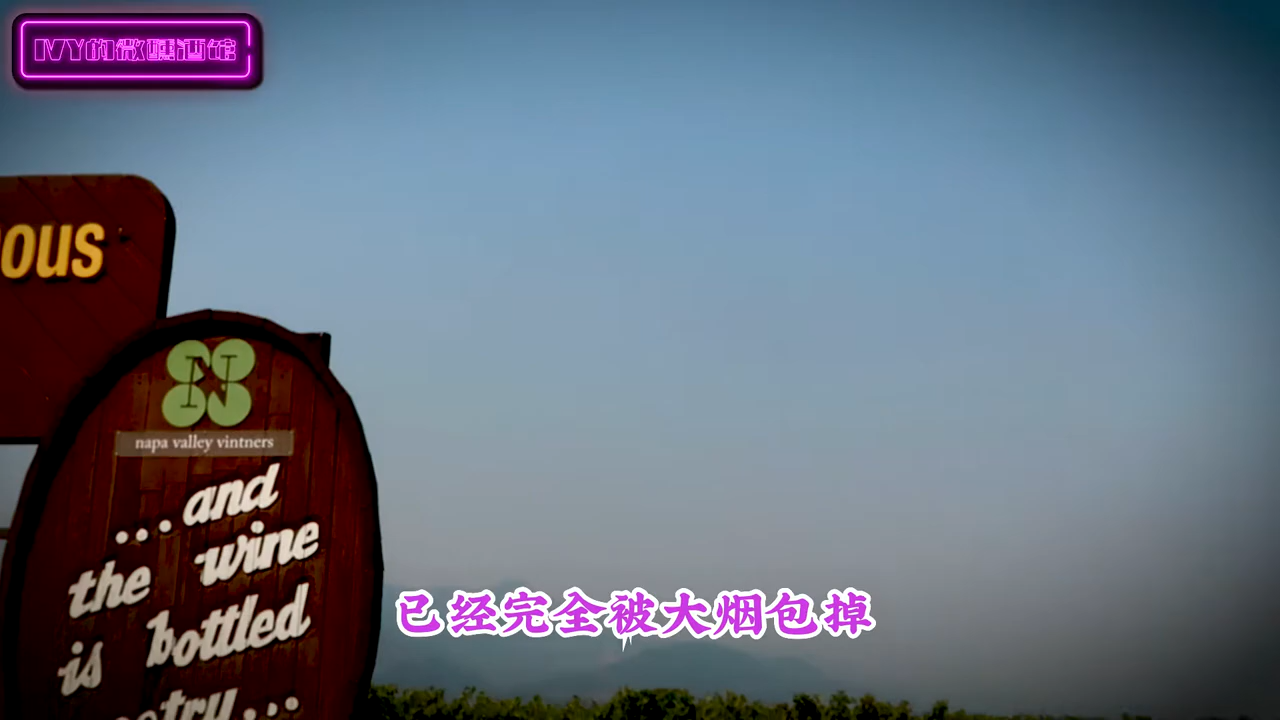 IVY的微醺酒馆
ous
N
napa valley vintners
...and
the wine
is bottled
etry...
已经完全被大烟包掉